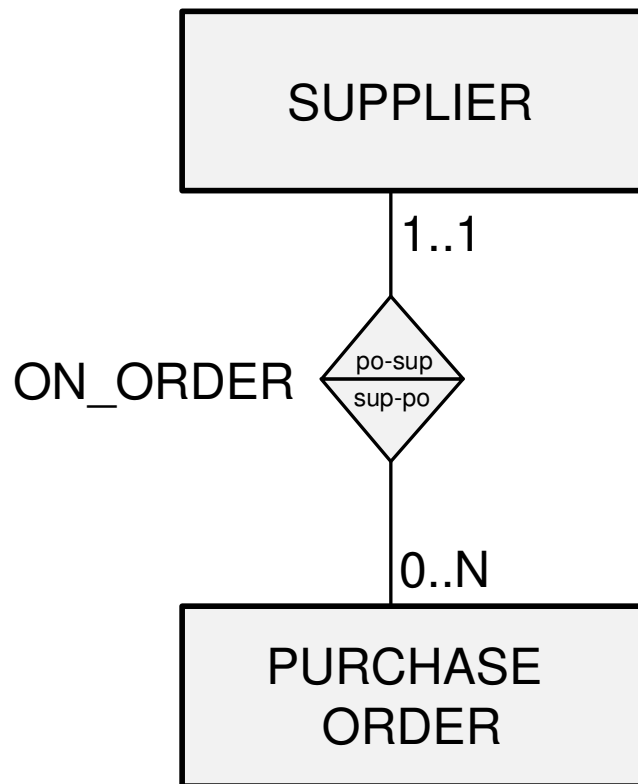 SUPPLIER
1..1
po-sup
ON_ORDER
sup-po
0..N
PURCHASE
ORDER